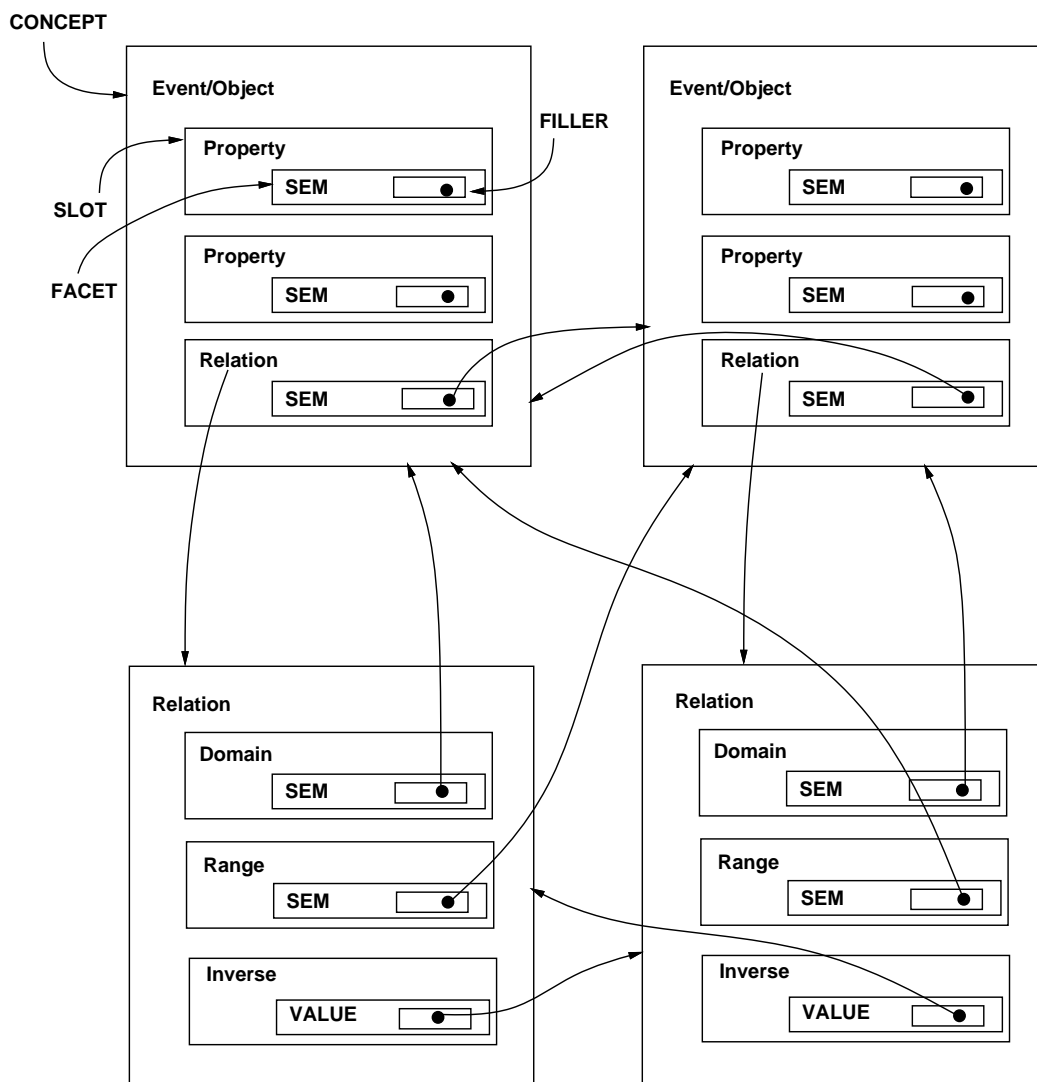 CONCEPT
Event/Object
Property
SEM
FILLER
SLOT
FACET
Property
SEM
Relation
SEM
Event/Object
Property
SEM
Property
SEM
Relation
SEM
Relation
Domain
SEM
Range
SEM
Inverse
VALUE
Relation
Domain
SEM
Range
SEM
Inverse
VALUE